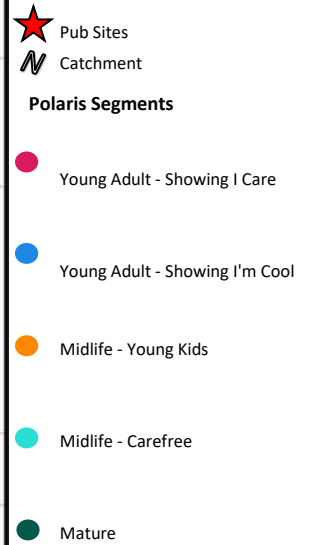 Pub Sites
Catchment
Polaris Segments
Young Adult - Showing I Care
Young Adult - Showing I'm Cool
Midlife - Young Kids
Midlife - Carefree
Mature